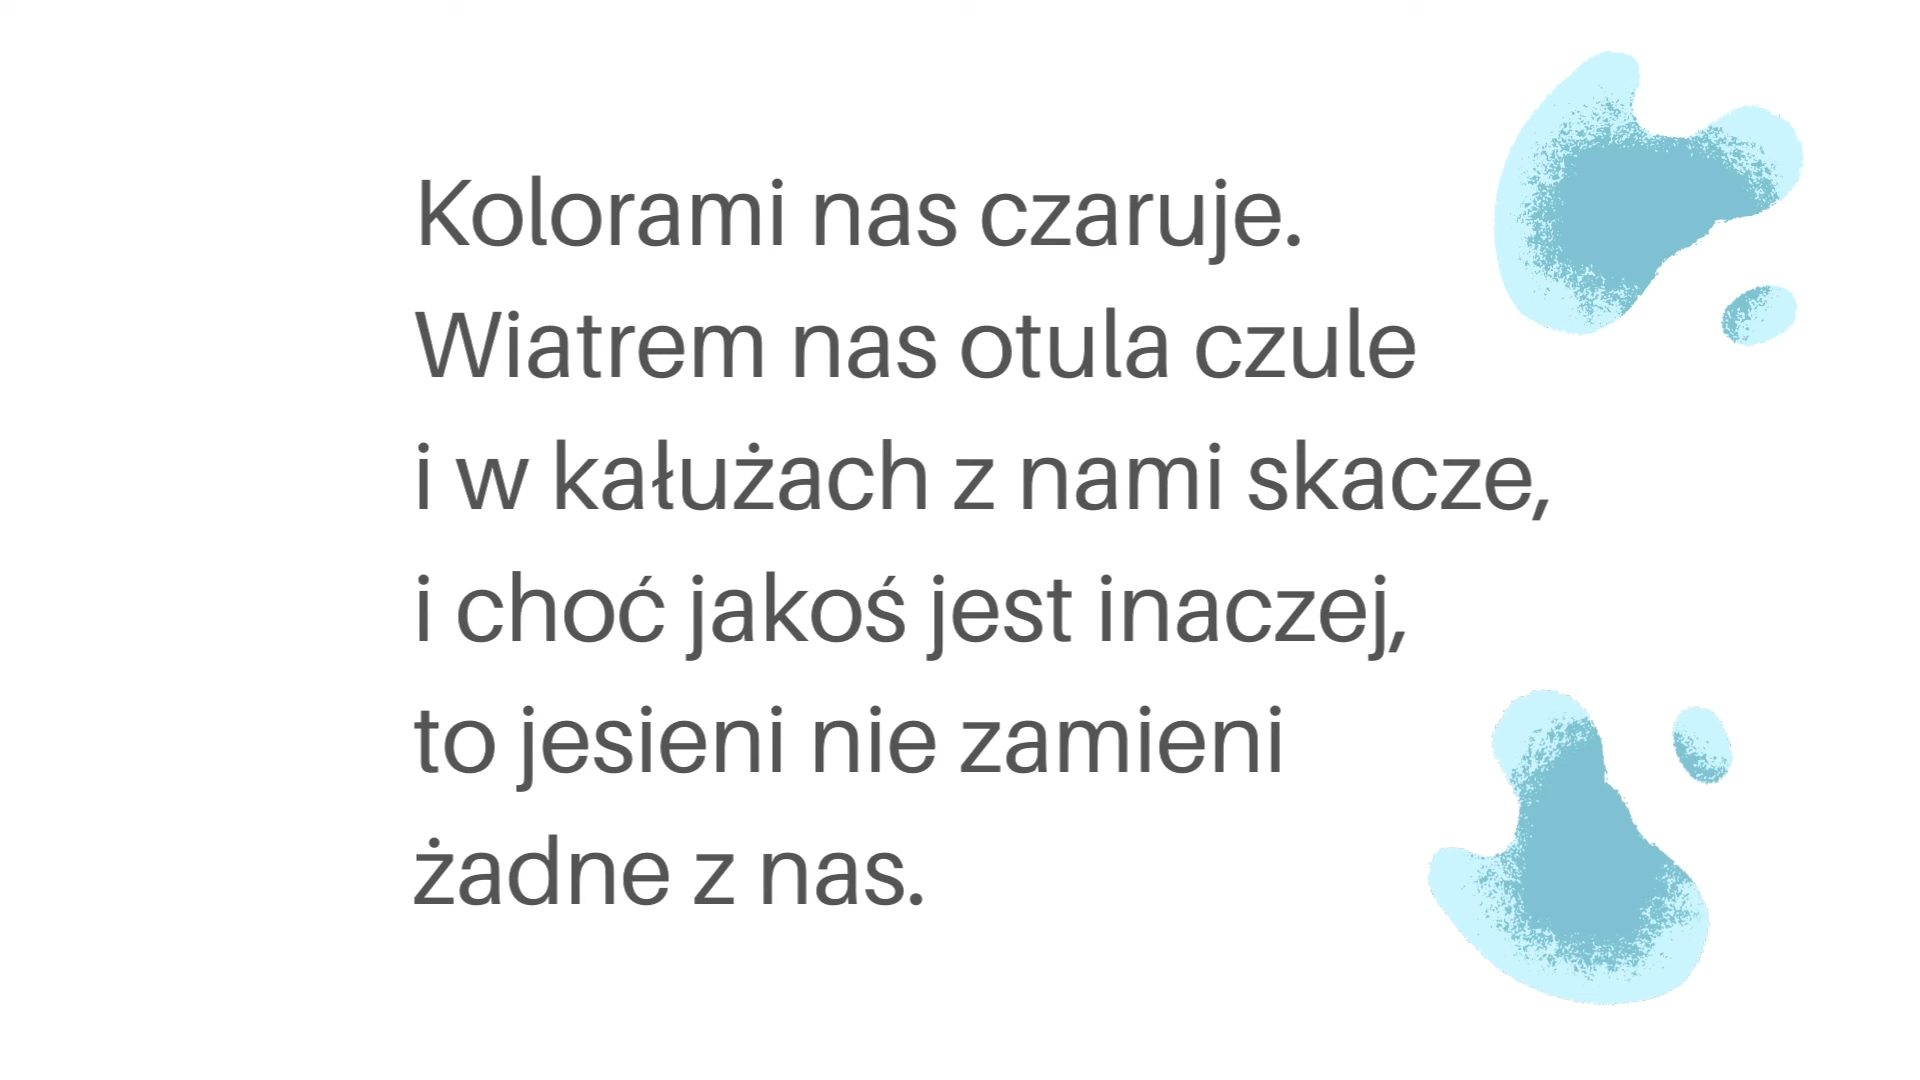 Kolorami nas czaruje.
Wiatrem nas otula czule
i w kałużach z nami skacze,
i choć jakoś jest inaczej,
to jesieni nie zamieni
żadne z nas.